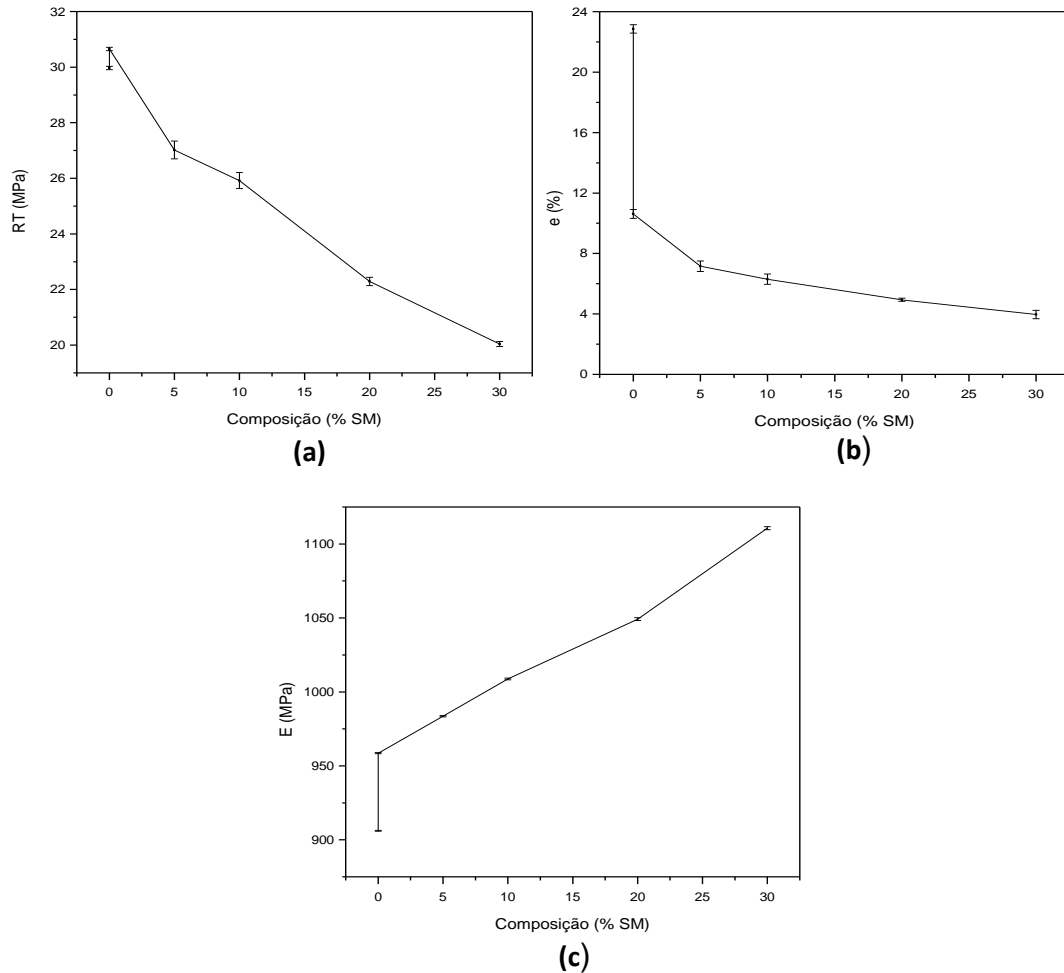 32
30
28
26
24
22
20
RT (MPa)
0 5 10 15 20 25 30
Composição (% SM)
(a)
24
20
16
12
8
4
0
e (%)
0 5 10 15 20 25 30
Composição (% SM)
(b)
1100
1050
1000
950
900
E (MPa)
0 5 10 15 20 25 30
Composição (% SM)
(c)